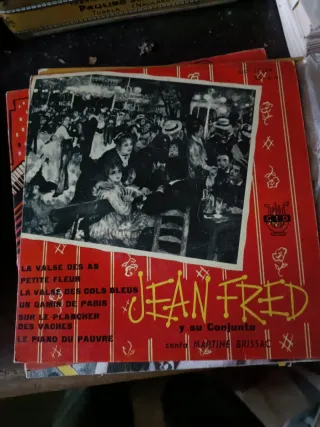 LA VALSE DES AS
PETITE FLEUR
LA VALSE DES COLS BLEUS
UN GAMIN DE PARIS
SUR LE PLANCHER
DES VACHES
LE PIANO DU PAUVRE
JEAN FRED
y su Conjunto
canta MARTINE BRISSAC